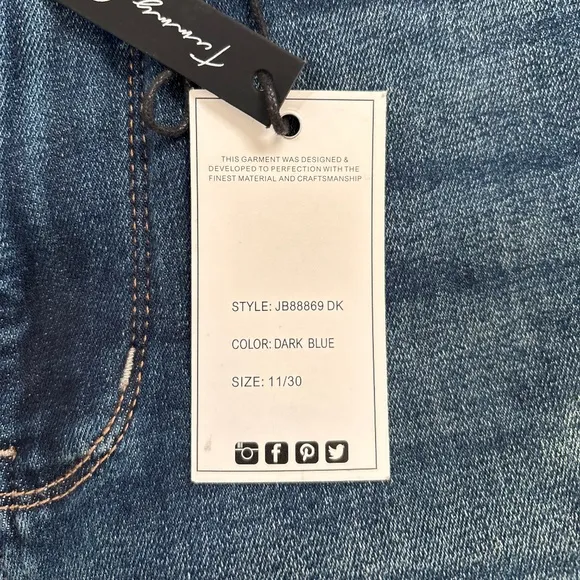 THIS GARMENT WAS DESIGNED &
DEVELOPED TO PERFECTION WITH THE
FINEST MATERIAL AND CRAFTSMANSHIP
STYLE: JB88869 DK
COLOR: DARK BLUE
SIZE: 11/30